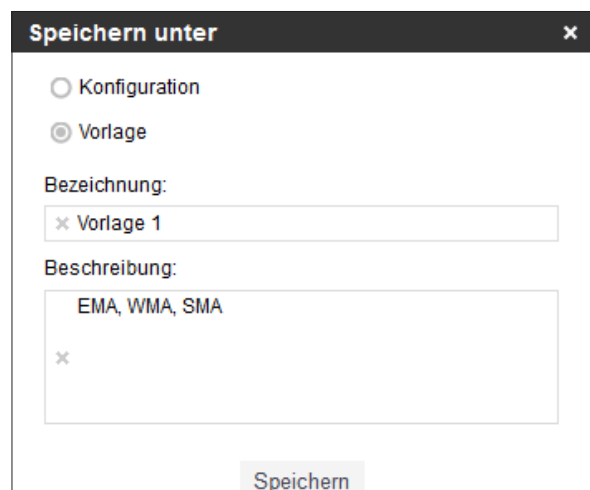 Speichern unter
Konfiguration
Vorlage
Bezeichnung:
Vorlage 1
Beschreibung:
EMA, WMA, SMA
Speichern